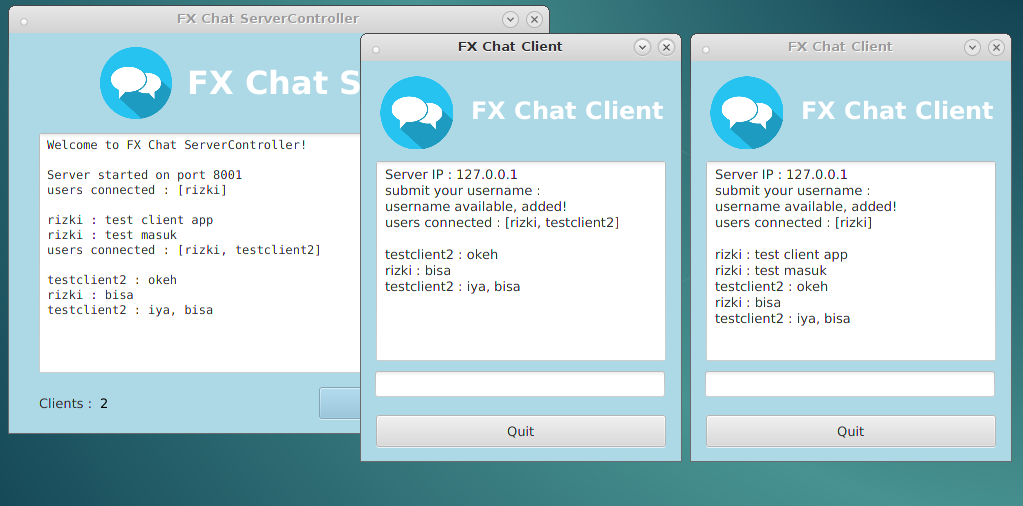 FX Chat ServerController
FX Chat S
Welcome to FX Chat ServerController!
Server started on port 8001
users connected : [rizki]
rizki : test client app
rizki : test masuk
users connected : [rizki, testclient2]
testclient2 : okeh
rizki : bisa
testclient2 : iya, bisa
Clients : 2
FX Chat Client
FX Chat Client
Server IP : 127.0.0.1
submit your username :
username available, added!
users connected : [rizki, testclient2]
testclient2 : okeh
rizki : bisa
testclient2 : iya, bisa
Quit
FX Chat Client
FX Chat Client
Server IP : 127.0.0.1
submit your username :
username available, added!
users connected : [rizki]
rizki : test client app
rizki : test masuk
testclient2 : okeh
rizki : bisa
testclient2 : iya, bisa
Quit